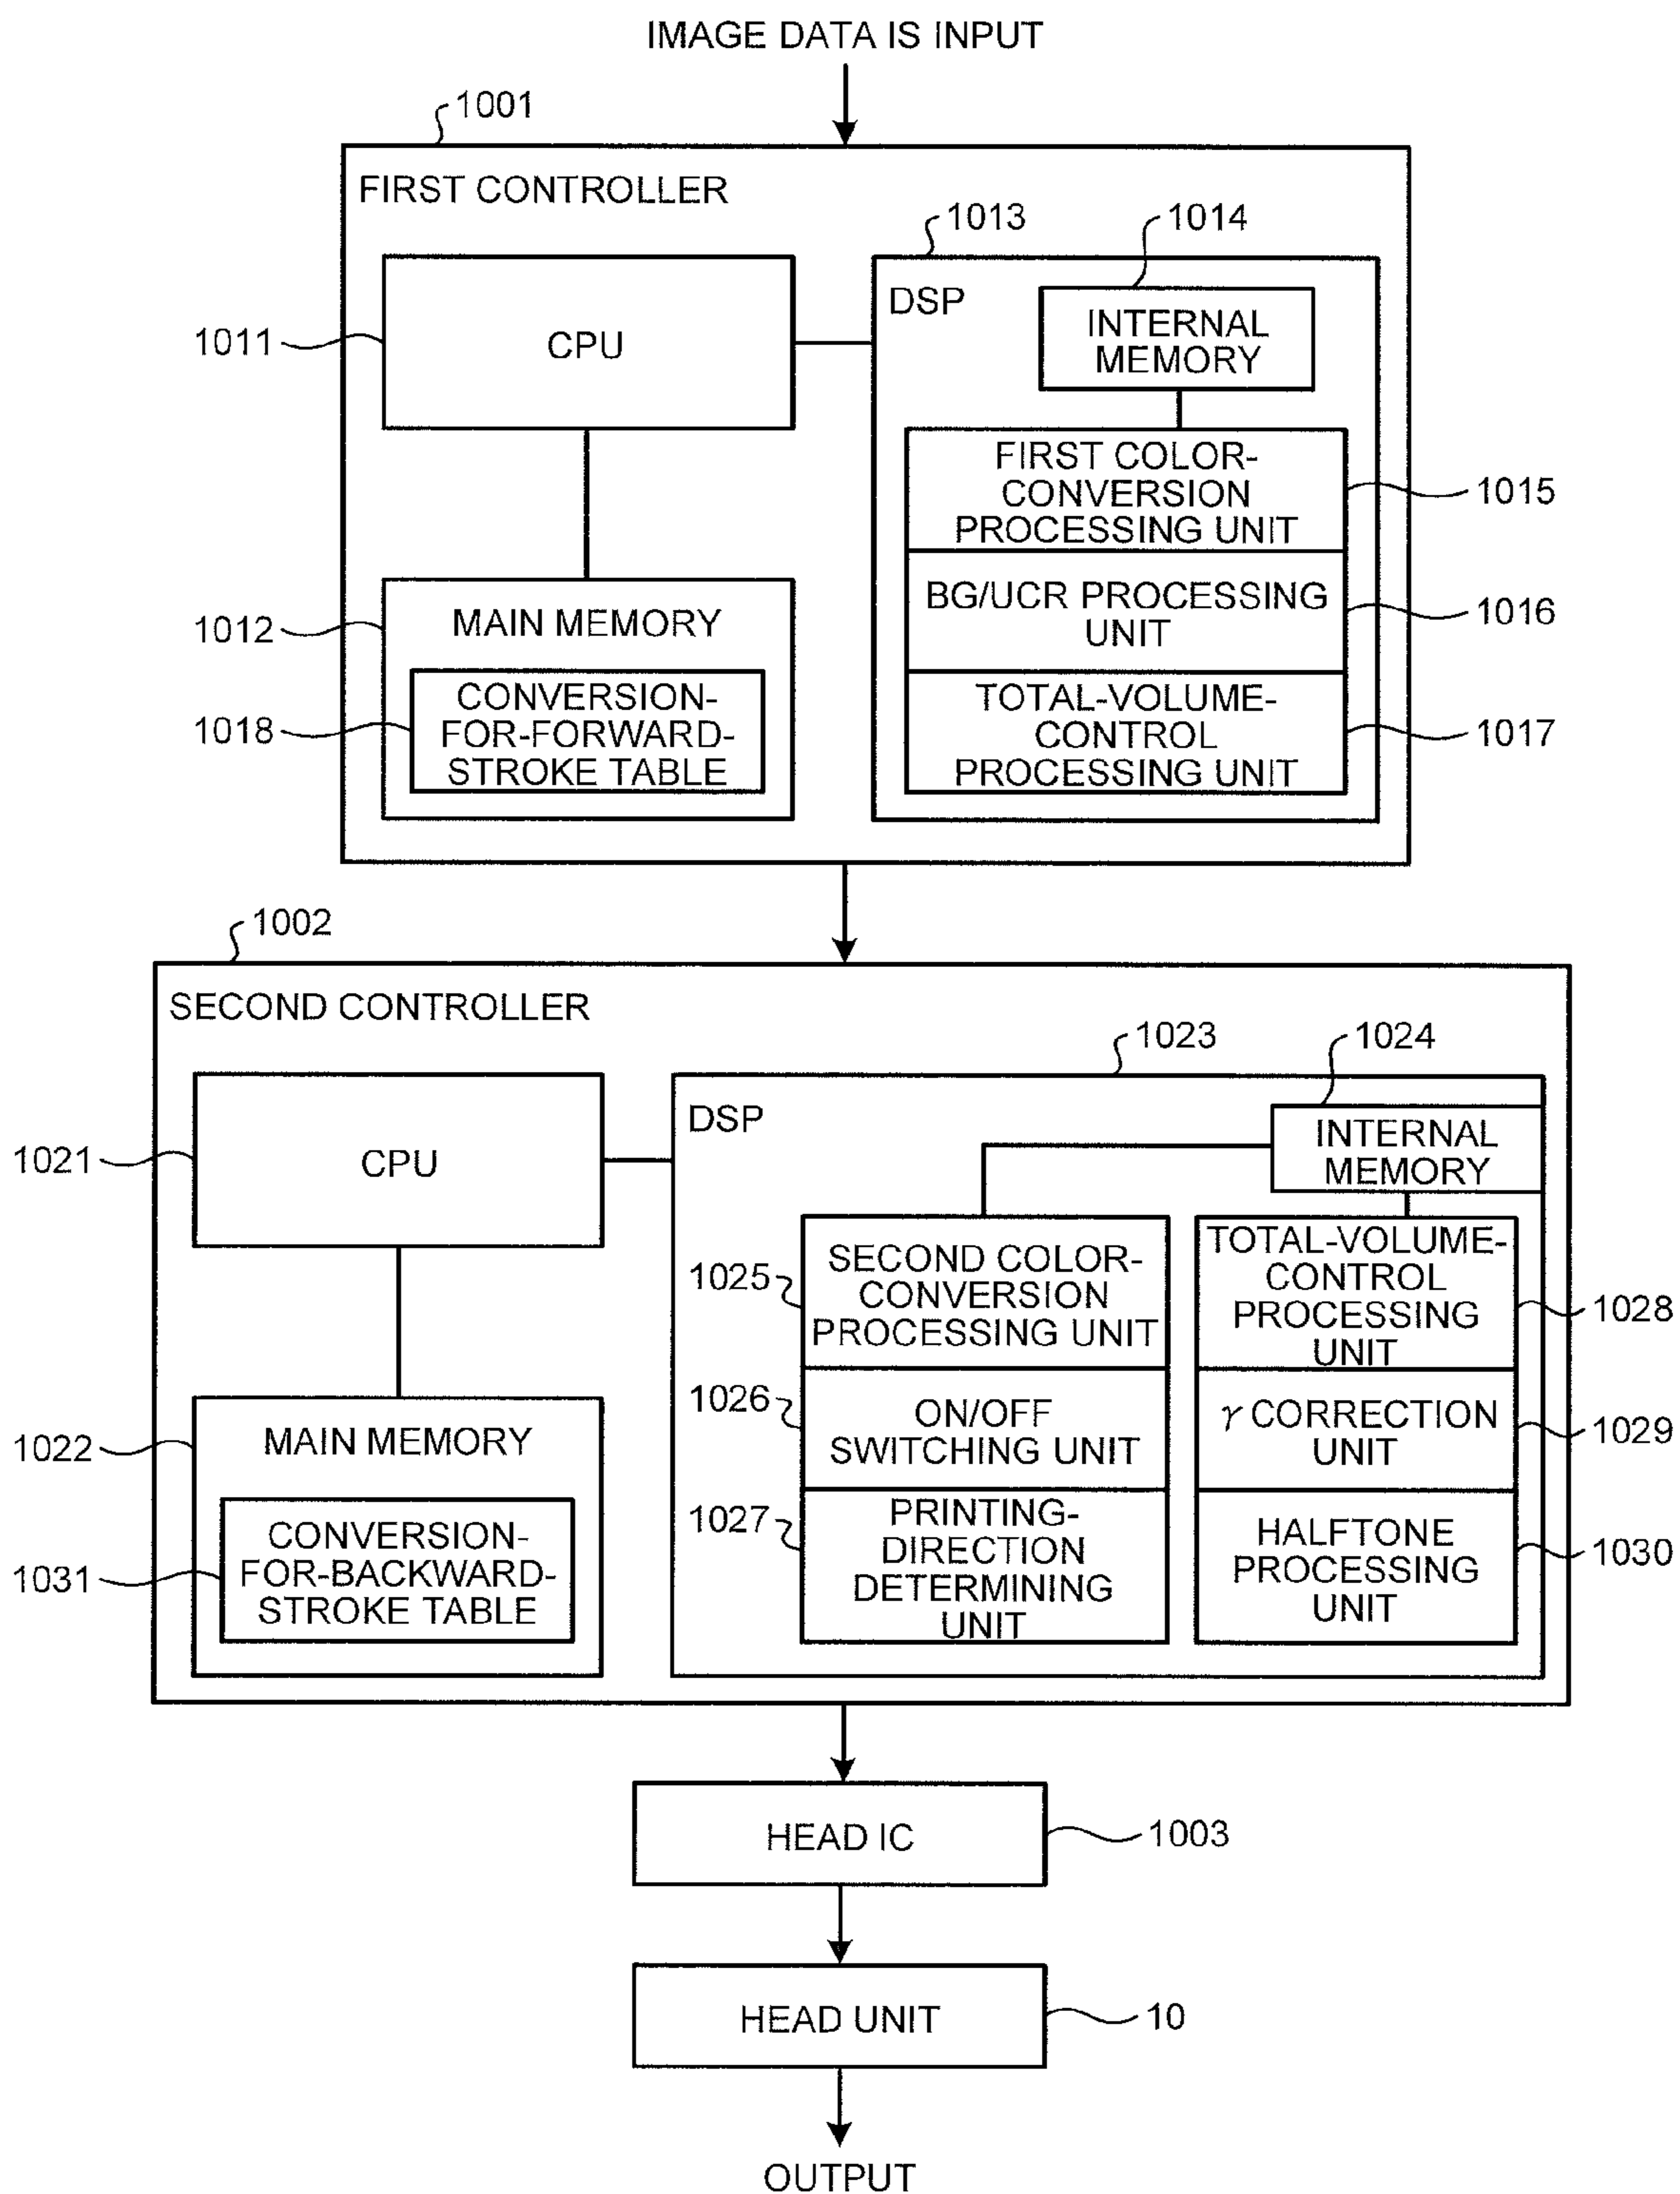 IMAGE DATA IS INPUT
1001
FIRST CONTROLLER
1013
1014
DSP
INTERNAL
MEMORY
1011
CPU
FIRST COLOR-
CONVERSION
PROCESSING UNIT
1015
BG/UCR PROCESSING
UNIT
1016
1012
MAIN MEMORY
1018
CONVERSION-
FOR-FORWARD-
STROKE TABLE
TOTAL-VOLUME-
CONTROL
PROCESSING UNIT
1017
1002
SECOND CONTROLLER
1023
1024
DSP
INTERNAL
MEMORY
1021
CPU
1025
SECOND COLOR-
CONVERSION
PROCESSING UNIT
TOTAL-VOLUME-
CONTROL
PROCESSING
UNIT
1028
1026
ON/OFF
SWITCHING UNIT
γ CORRECTION
UNIT
1029
1022
MAIN MEMORY
1031
CONVERSION-
FOR-BACKWARD-
STROKE TABLE
1027
PRINTING-
DIRECTION
DETERMINING
UNIT
HALFTONE
PROCESSING
UNIT
1030
HEAD IC
1003
HEAD UNIT
10
OUTPUT